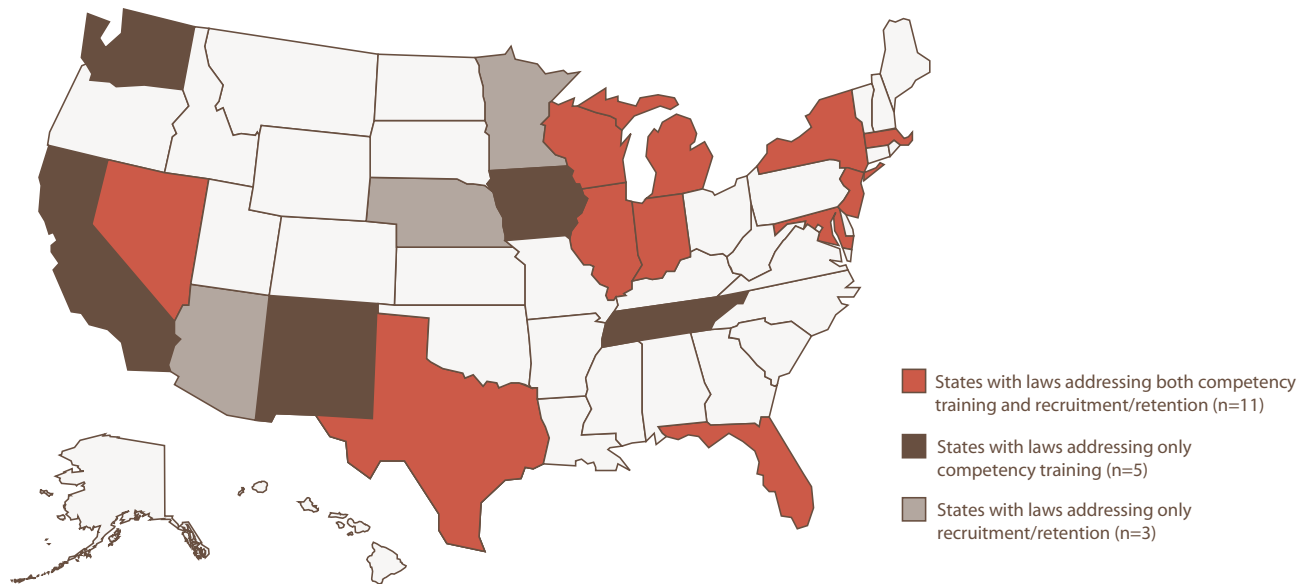 States with laws addressing both competency
training and recruitment/retention (n=11)
States with laws addressing only
competency training (n=5)
States with laws addressing only
recruitment/retention (n=3)